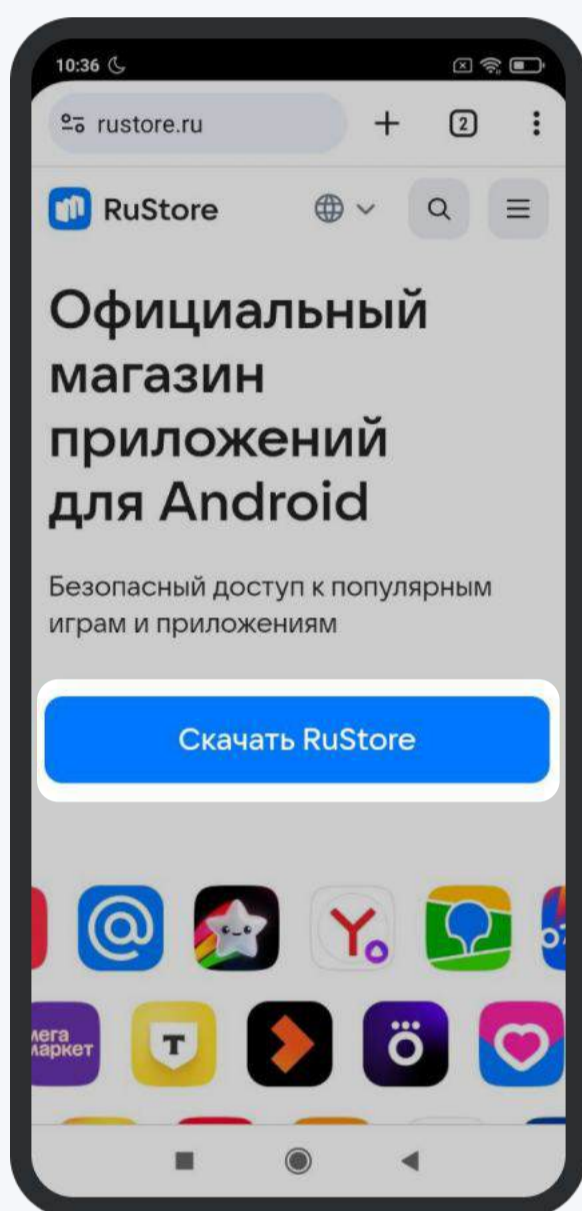 10:36
rustore.ru
2
RuStore
Официальный
магазин
приложений
для Android
Безопасный доступ к популярным
играм и приложениям
Скачать RuStore
мега
маркет
Т
ö